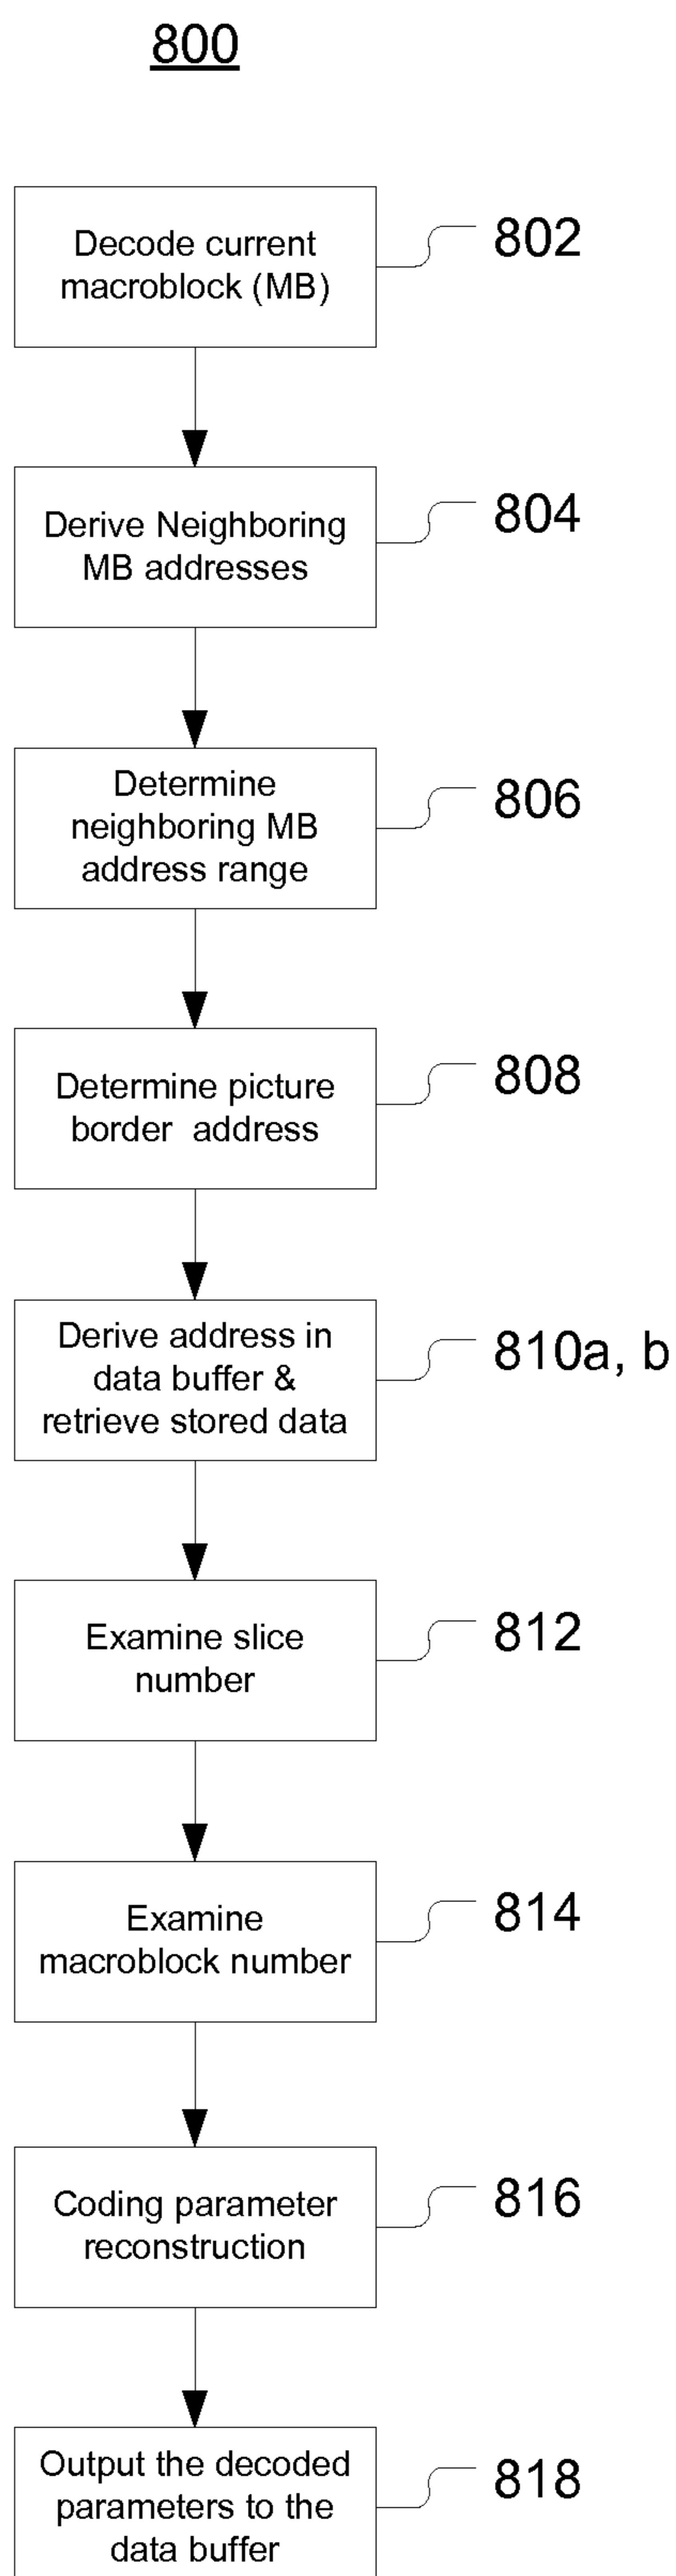 800
Decode current
macroblock (MB)
802
Derive Neighboring
MB addresses
804
Determine
neighboring MB
address range
806
Determine picture
border address
808
Derive address in
data buffer &
retrieve stored data
810a, b
Examine slice
number
812
Examine
macroblock number
814
Coding parameter
reconstruction
816
Output the decoded
parameters to the
data buffer
818